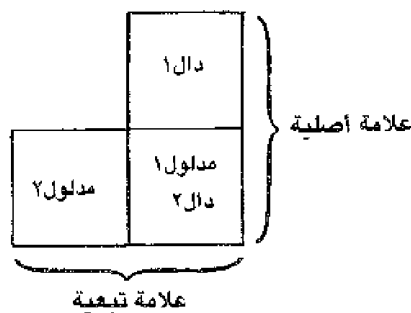 دال١
علامة أصلية
مدلول١
دال٢
مدلول٢
علامة تبعية